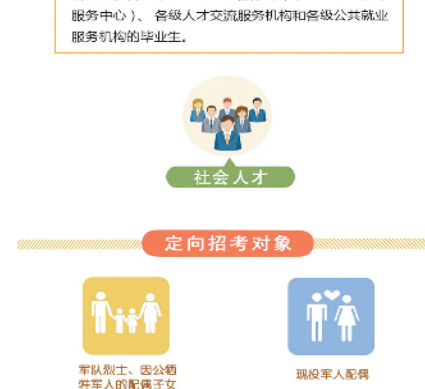 服务中心）、各级人才交流服务机构和各级公共就业
服务机构的毕业生。
社会人才
定向招考对象
军队烈士、因公牺
牲军人的配偶子女
现役军人配偶